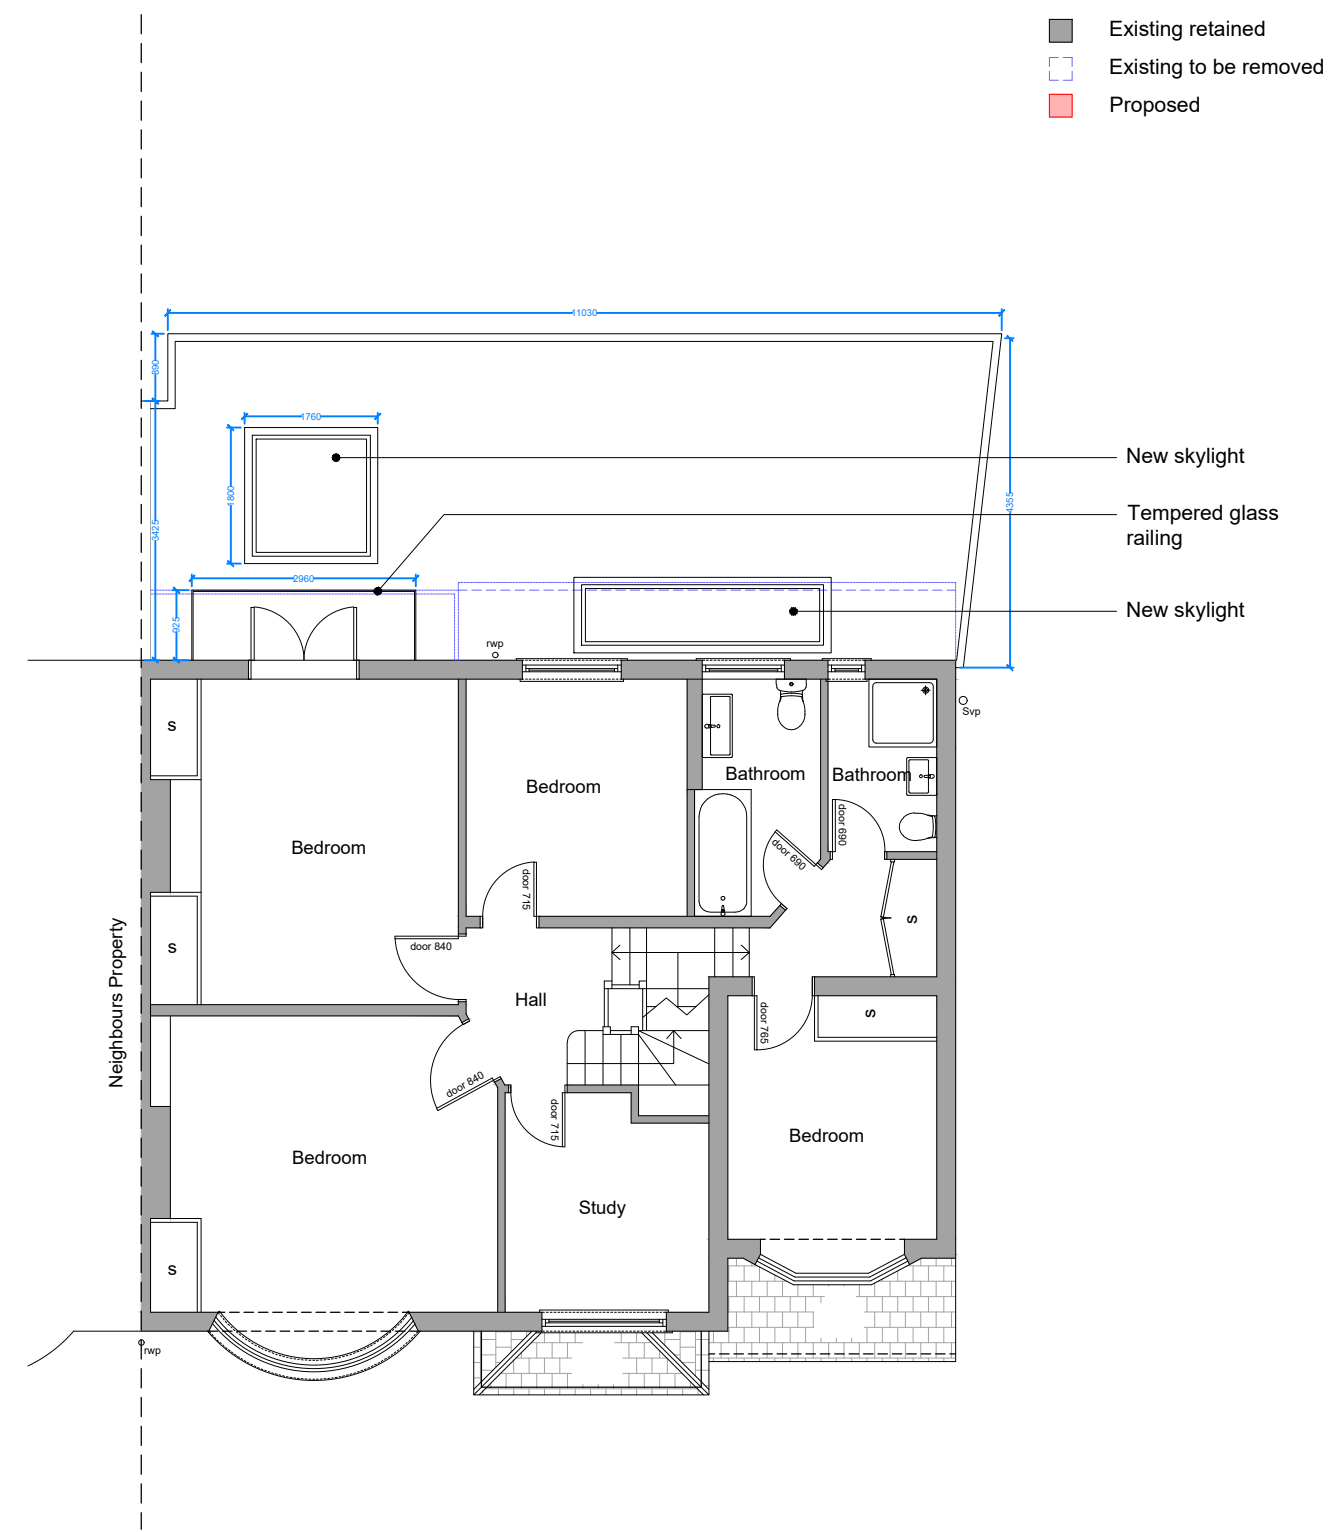 Existing retained
Existing to be removed
Proposed
11030
890
1760
New skylight
1800
4355
Tempered glass
railing
3425
2960
New skylight
925
rwp
Svp
s
Bathroom
Bathroom
Bedroom
door 690
door 690
Bedroom
door 715
s
s
Neighbours Property
door 840
Hall
s
door 765
door 840
door 715
Bedroom
Bedroom
Study
s
rwp